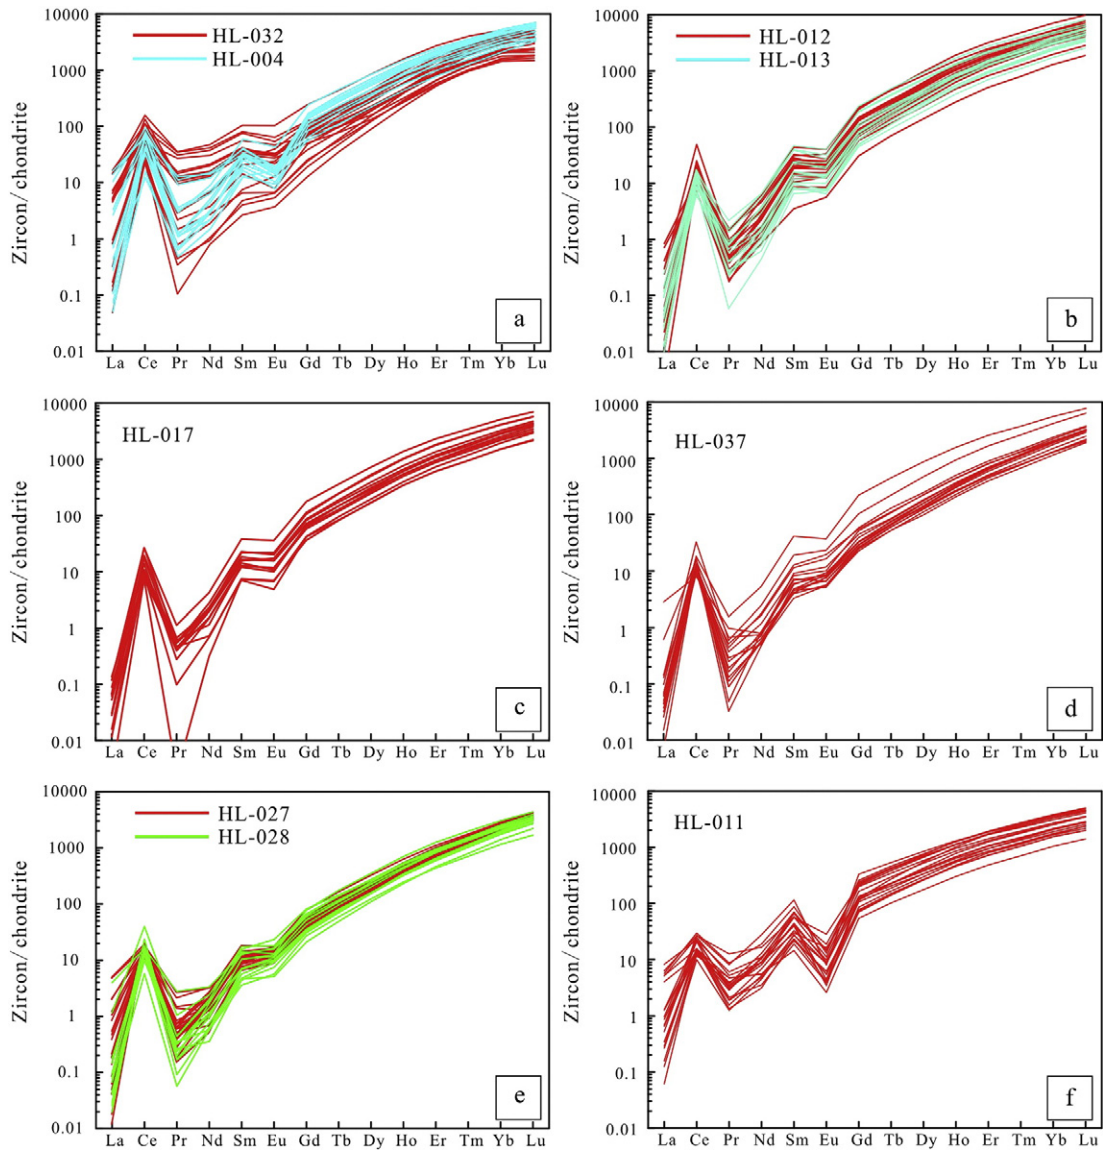 10000
1000
100
10
1
0.1
0.01
Zircon/chondrite
HL-032
HL-004
a
La Ce Pr Nd Sm Eu Gd Tb Dy Ho Er Tm Yb Lu
10000
1000
100
10
1
0.1
0.01
Zircon/chondrite
HL-012
HL-013
b
La Ce Pr Nd Sm Eu Gd Tb Dy Ho Er Tm Yb Lu
10000
1000
100
10
1
0.1
0.01
Zircon/chondrite
HL-017
c
La Ce Pr Nd Sm Eu Gd Tb Dy Ho Er Tm Yb Lu
10000
1000
100
10
1
0.1
0.01
Zircon/chondrite
HL-037
d
La Ce Pr Nd Sm Eu Gd Tb Dy Ho Er Tm Yb Lu
10000
1000
100
10
1
0.1
0.01
Zircon/chondrite
HL-027
HL-028
e
La Ce Pr Nd Sm Eu Gd Tb Dy Ho Er Tm Yb Lu
10000
1000
100
10
1
0.1
0.01
Zircon/chondrite
HL-011
f
La Ce Pr Nd Sm Eu Gd Tb Dy Ho Er Tm Yb Lu